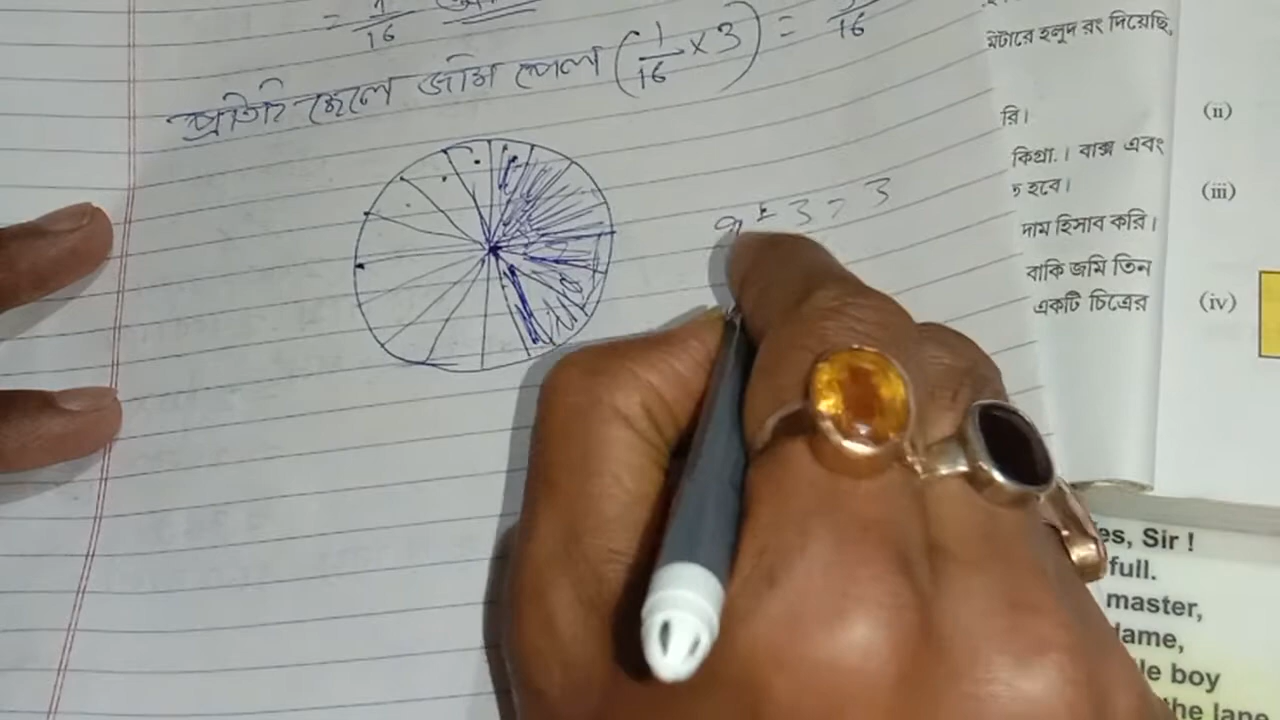 = 1/16
প্রতিটি ছেলে জমি পেল (1/16 × 3) = 3/16
9 ÷ 3 = 3
মিটারে হলুদ রং দিয়েছি,
রি।
কিগ্রা.। বাক্স এবং
হবে।
দাম হিসাব করি।
বাকি জমি তিন
একটি চিত্রের
(ii)
(iii)
(iv)
es, Sir !
full.
master,
lame,
le boy
the lane